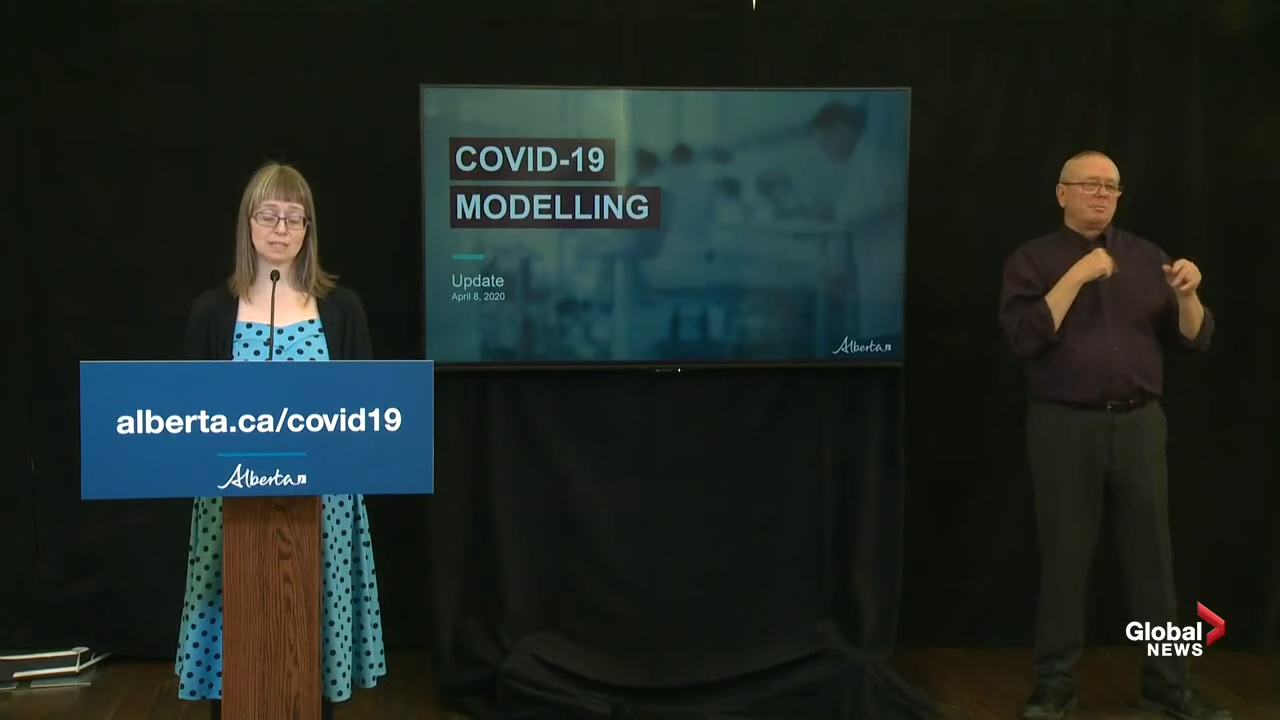 COVID-19
MODELLING
Update
April 8, 2020
Alberta
alberta.ca/covid19
Alberta
Global
NEWS